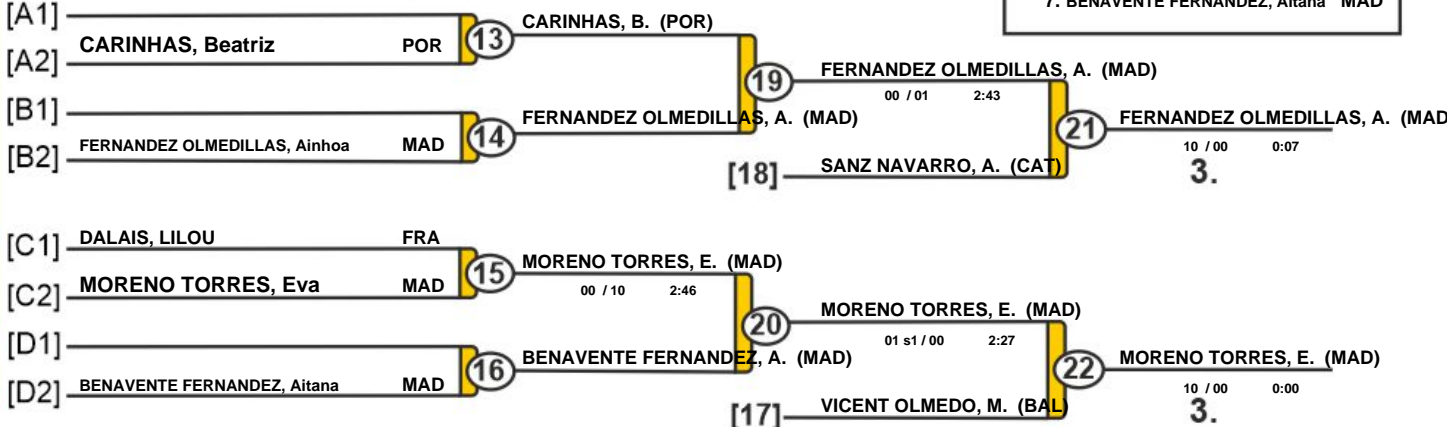 7. BENAVENTE FERNANDEZ, Aitana MAD
[A1]
CARINHAS, B. (POR)
CARINHAS, Beatriz POR
13
[A2]
FERNANDEZ OLMEDILLAS, A. (MAD)
19
00 / 01 2:43
[B1]
FERNANDEZ OLMEDILLAS, A. (MAD)
FERNANDEZ OLMEDILLAS, A. (MAD
14
21
FERNANDEZ OLMEDILLAS, Ainhoa MAD
10 / 00 0:07
[B2]
[18]
SANZ NAVARRO, A. (CAT)
3.
[C1]
DALAIS, LILOU FRA
MORENO TORRES, E. (MAD)
15
MORENO TORRES, Eva MAD
00 / 10 2:46
[C2]
MORENO TORRES, E. (MAD)
20
01 s1 / 00 2:27
[D1]
BENAVENTE FERNANDEZ, A. (MAD)
MORENO TORRES, E. (MAD)
16
22
BENAVENTE FERNANDEZ, Aitana MAD
10 / 00 0:00
[D2]
[17]
VICENT OLMEDO, M. (BAL)
3.